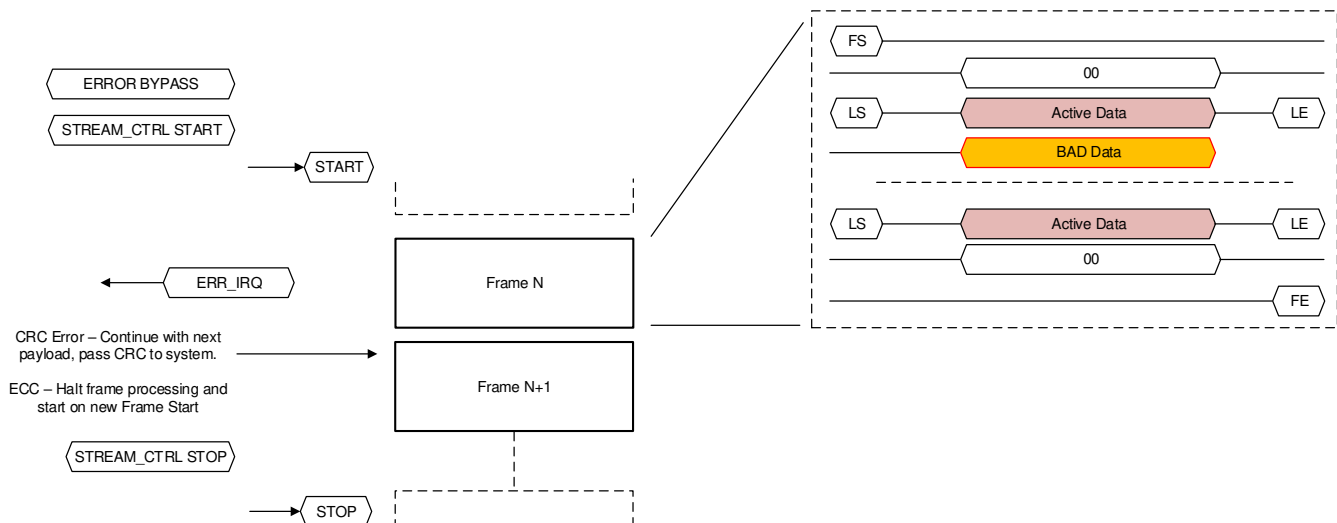 ERROR BYPASS
STREAM_CTRL START
START
ERR_IRQ
CRC Error – Continue with next
payload, pass CRC to system.
ECC – Halt frame processing and
start on new Frame Start
STREAM_CTRL STOP
STOP
Frame N
Frame N+1
FS
00
LS
Active Data
LE
BAD Data
LS
Active Data
LE
00
FE